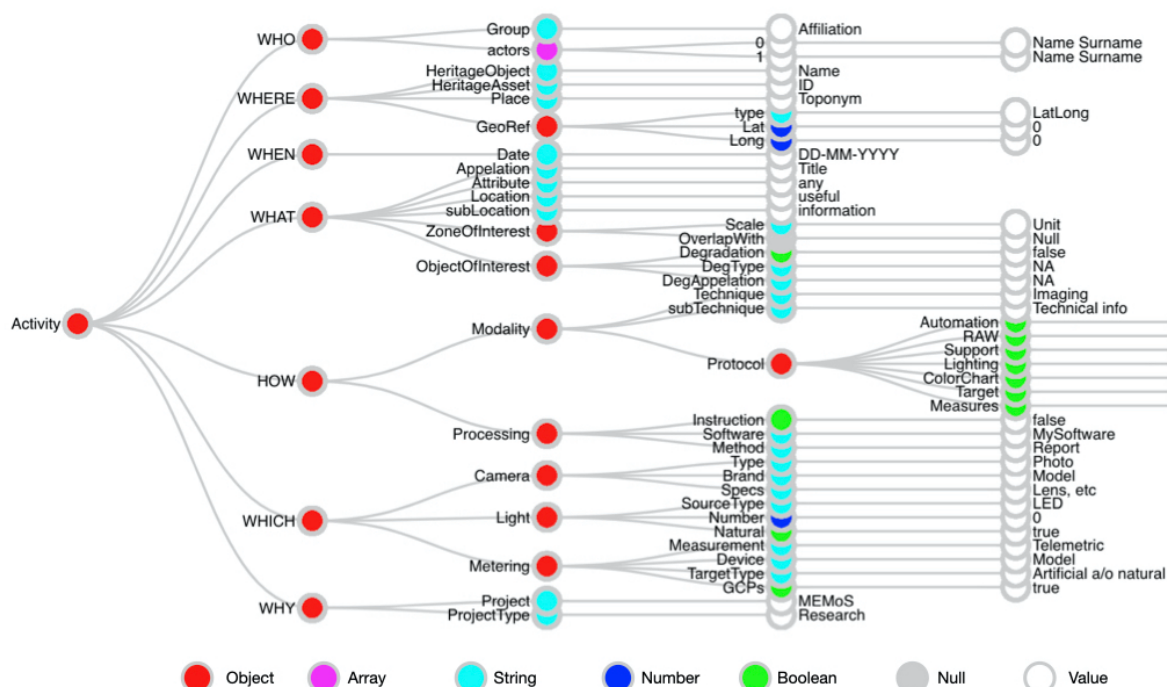 Group
Affiliation
WHO
actors
0
Name Surname
1
Name Surname
HeritageObject
Name
HeritageAsset
ID
WHERE
Place
Toponym
type
LatLong
GeoRef
Lat
0
Long
0
WHEN
Date
DD-MM-YYYY
Appelation
Title
Attribute
any
Location
useful
WHAT
subLocation
information
Scale
Unit
ZoneOfInterest
OverlapWith
Null
Degradation
false
ObjectOfInterest
DegType
NA
DegAppelation
NA
Technique
Imaging
subTechnique
Technical info
Activity
Modality
Automation
RAW
Support
Protocol
Lighting
HOW
ColorChart
Target
Measures
Instruction
false
Processing
Software
MySoftware
Method
Report
Type
Photo
Camera
Brand
Model
Specs
Lens, etc
SourceType
LED
WHICH
Light
Number
0
Natural
true
Measurement
Telemetric
Metering
Device
Model
TargetType
Artificial a/o natural
GCPs
true
WHY
Project
MEMoS
ProjectType
Research
Object Array String Number Boolean Null Value